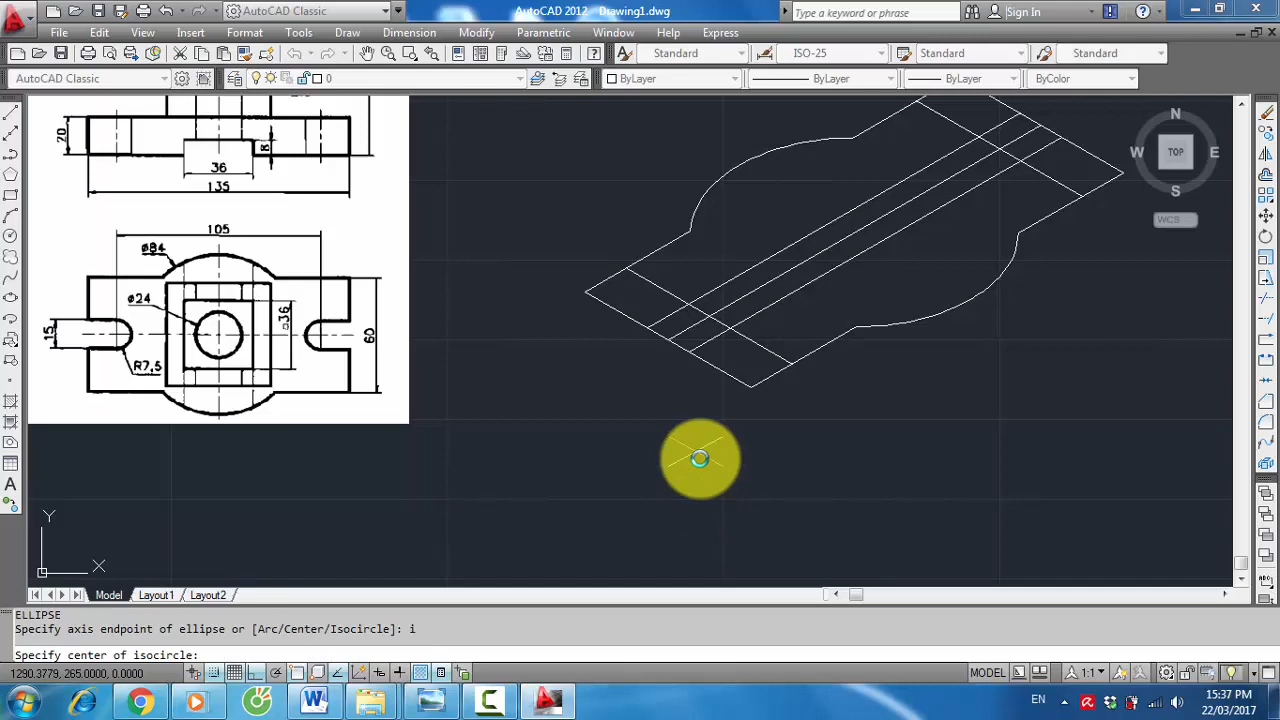 AutoCAD Classic
AutoCAD 2012 Drawing1.dwg
Type a keyword or phrase
Sign In
File Edit View Insert Format Tools Draw Dimension Modify Parametric Window Help Express
Standard
ISO-25
Standard
Standard
AutoCAD Classic
0
ByLayer
ByLayer
ByLayer
ByColor
20
8
36
135
105
ø84
ø24
□36
15
60
R7,5
N
W
TOP
E
S
WCS
Y
X
A
Model Layout1 Layout2
ELLIPSE
Specify axis endpoint of ellipse or [Arc/Center/Isocircle]: i
Specify center of isocircle:
1290.3779, 265.0000, 0.0000
MODEL
1:1
EN
15:37 PM
22/03/2017